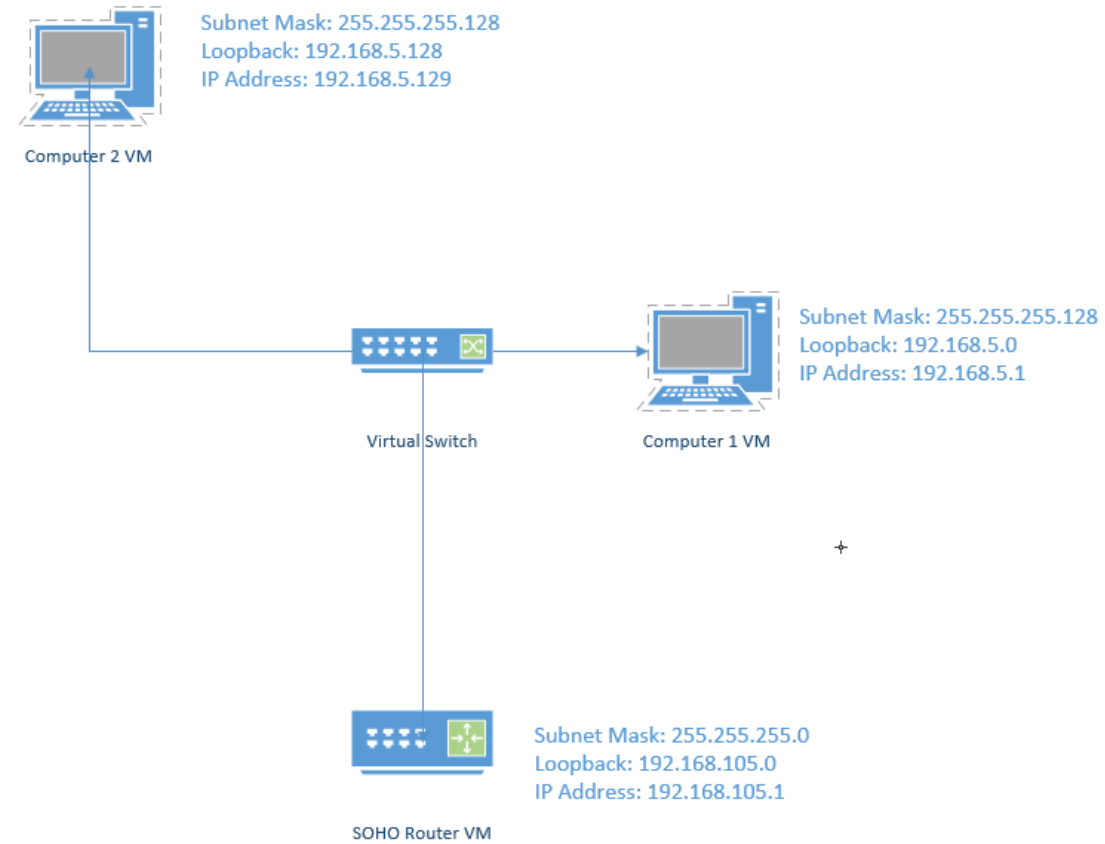 Subnet Mask: 255.255.255.128
Loopback: 192.168.5.128
IP Address: 192.168.5.129
Computer 2 VM
Subnet Mask: 255.255.255.128
Loopback: 192.168.5.0
IP Address: 192.168.5.1
Virtual Switch
Computer 1 VM
Subnet Mask: 255.255.255.0
Loopback: 192.168.105.0
IP Address: 192.168.105.1
SOHO Router VM